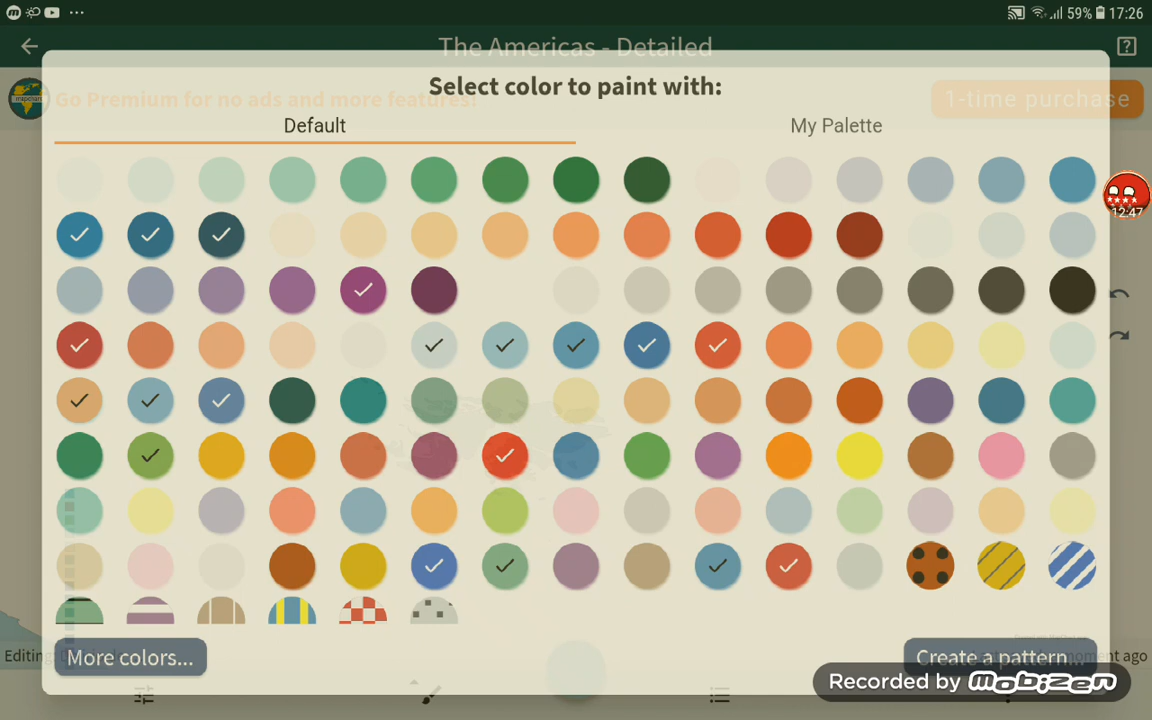 59% 17:26
The Americas - Detailed
Go Premium for no ads and more features!
1-time purchase
Select color to paint with:
Default
My Palette
12:47
More colors...
Create a pattern...
Editing:
moment ago
Recorded by mobizen